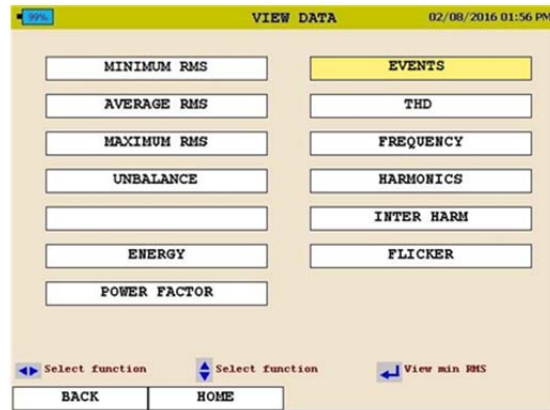 99%
VIEW DATA
02/08/2016 01:56 PM
MINIMUM RMS
EVENTS
AVERAGE RMS
THD
MAXIMUM RMS
FREQUENCY
UNBALANCE
HARMONICS
INTER HARM
ENERGY
FLICKER
POWER FACTOR
Select function
Select function
View min RMS
BACK
HOME